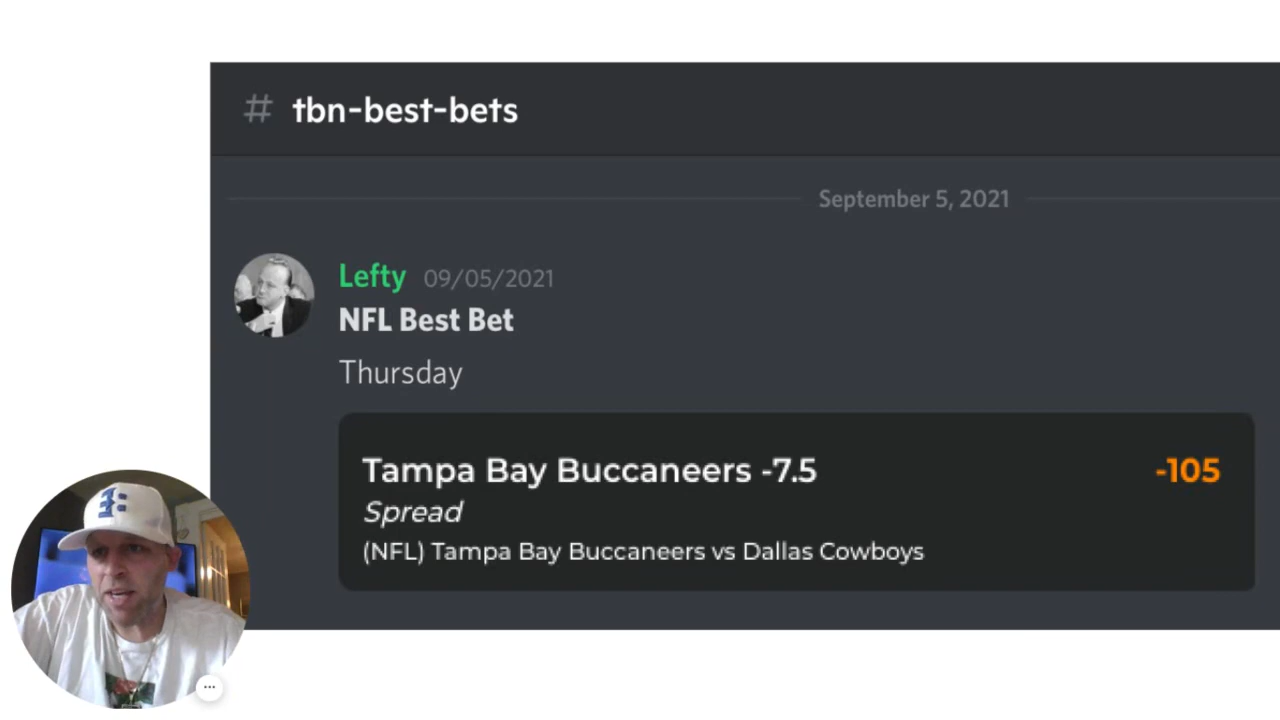 # tbn-best-bets
September 5, 2021
Lefty 09/05/2021
NFL Best Bet
Thursday
Tampa Bay Buccaneers -7.5 -105
Spread
(NFL) Tampa Bay Buccaneers vs Dallas Cowboys